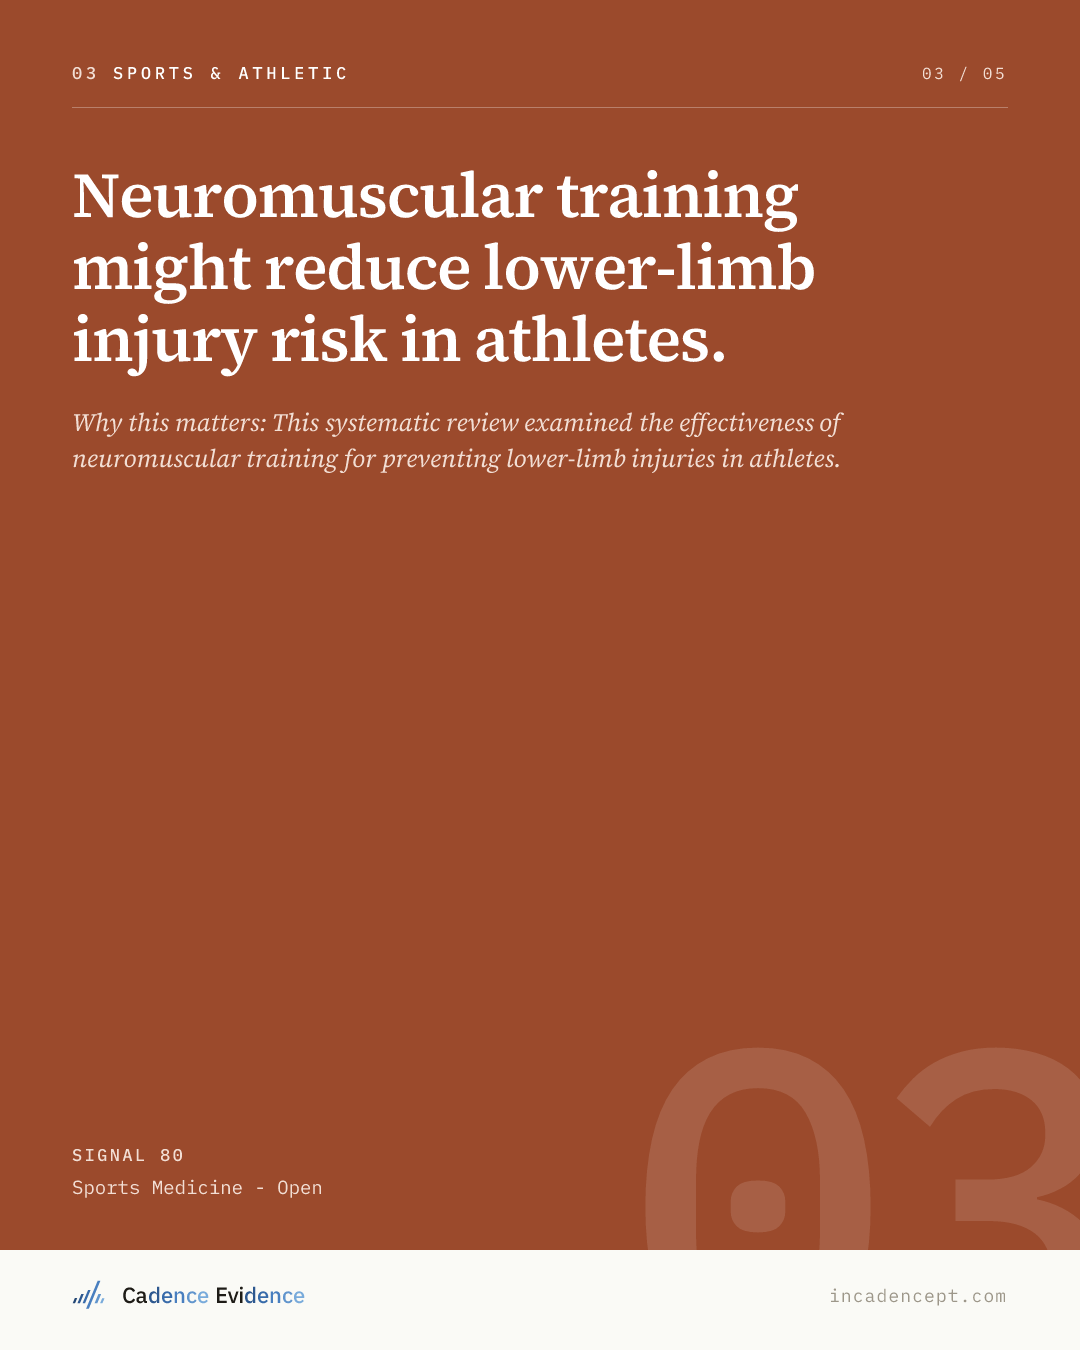 03 SPORTS & ATHLETIC
03 / 05
Neuromuscular training
might reduce lower-limb
injury risk in athletes.
Why this matters: This systematic review examined the effectiveness of
neuromuscular training for preventing lower-limb injuries in athletes.
SIGNAL 80
Sports Medicine - Open
03
Cadence Evidence
incadencept.com